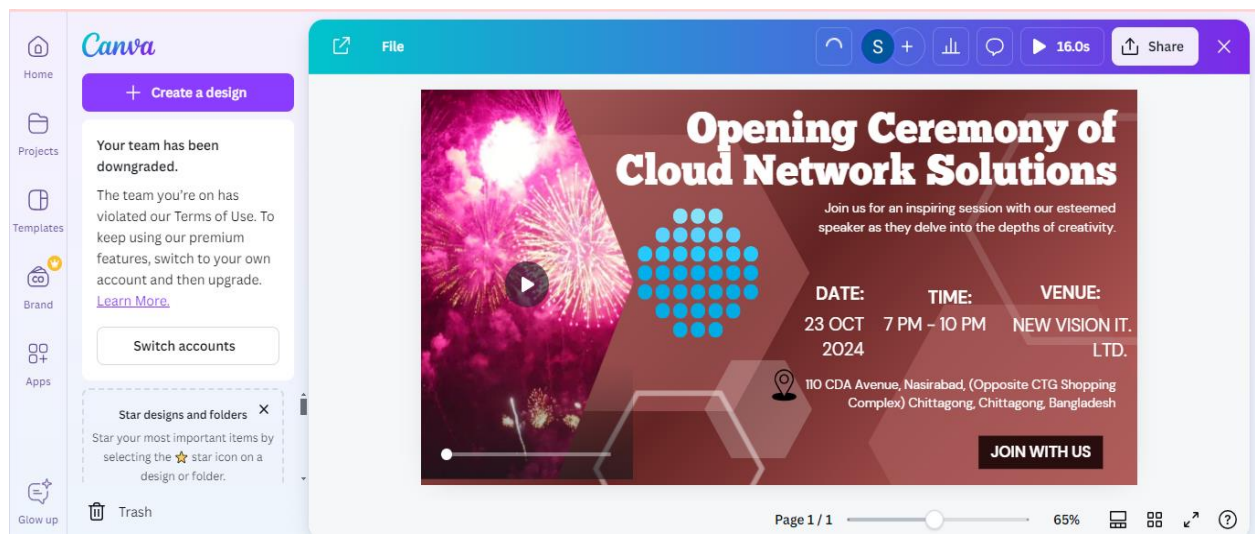 Home
Projects
Templates
Brand
Apps
Glow up
Canva
+ Create a design
Your team has been
downgraded.
The team you're on has
violated our Terms of Use. To
keep using our premium
features, switch to your own
account and then upgrade.
Learn More.
Switch accounts
Star designs and folders
Star your most important items by
selecting the ⭐ star icon on a
design or folder.
Trash
File
S
+
16.0s
Share
Opening Ceremony of
Cloud Network Solutions
Join us for an inspiring session with our esteemed
speaker as they delve into the depths of creativity.
DATE:
23 OCT
2024
TIME:
7 PM – 10 PM
VENUE:
NEW VISION IT.
LTD.
110 CDA Avenue, Nasirabad, (Opposite CTG Shopping
Complex) Chittagong, Chittagong, Bangladesh
JOIN WITH US
Page 1 / 1
65%